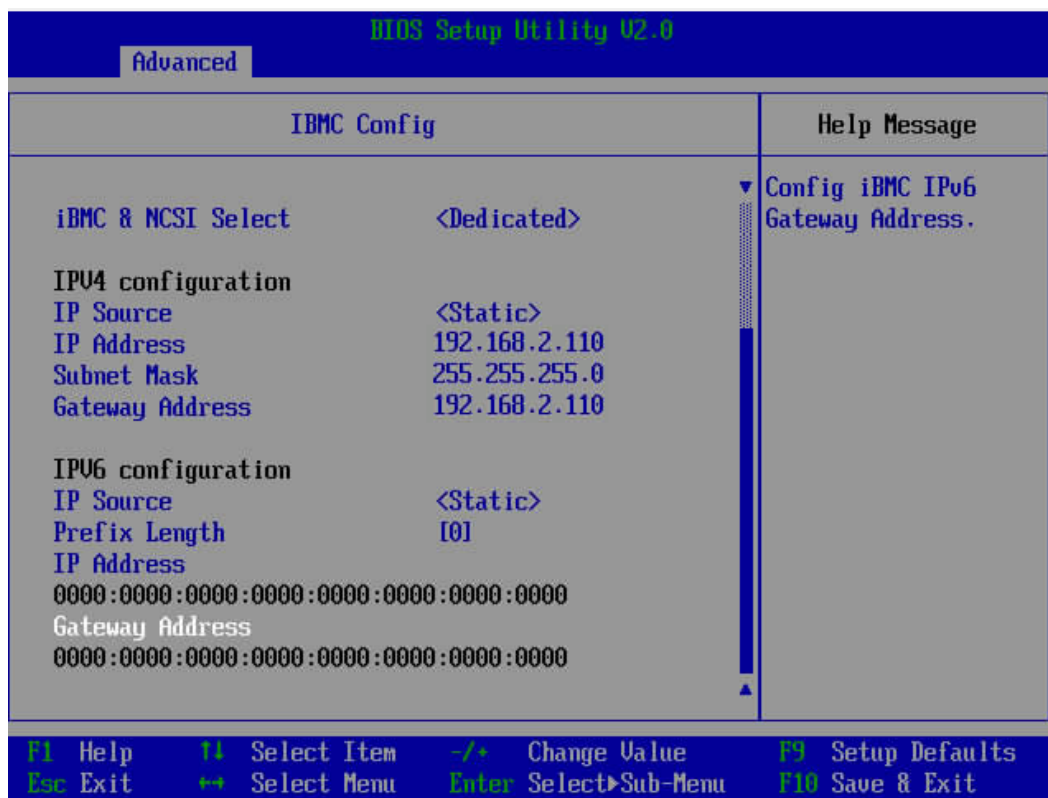 BIOS Setup Utility V2.0
Advanced
IBMC Config
Help Message
iBMC & NCSI Select <Dedicated>
Config iBMC IPv6
Gateway Address.
IPV4 configuration
IP Source <Static>
IP Address 192.168.2.110
Subnet Mask 255.255.255.0
Gateway Address 192.168.2.110
IPV6 configuration
IP Source <Static>
Prefix Length [0]
IP Address
0000:0000:0000:0000:0000:0000:0000:0000
Gateway Address
0000:0000:0000:0000:0000:0000:0000:0000
F1 Help ↑↓ Select Item -/+ Change Value F9 Setup Defaults
Esc Exit ↔ Select Menu Enter Select▶Sub-Menu F10 Save & Exit